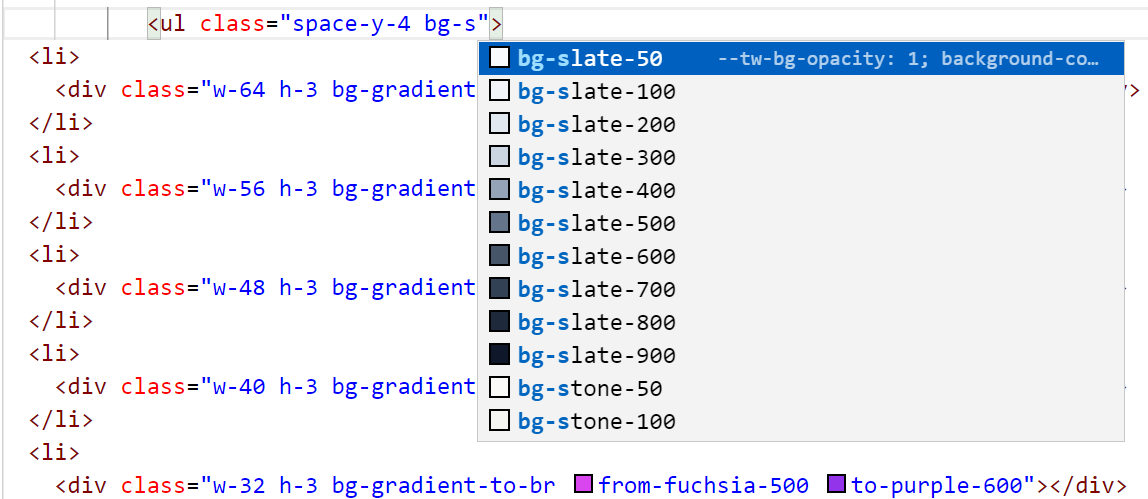 <ul class="space-y-4 bg-s">
bg-slate-50 --tw-bg-opacity: 1; background-co…
<li>
bg-slate-100
<div class="w-64 h-3 bg-gradient
>
bg-slate-200
</li>
bg-slate-300
<li>
bg-slate-400
<div class="w-56 h-3 bg-gradient
bg-slate-500
</li>
bg-slate-600
<li>
bg-slate-700
<div class="w-48 h-3 bg-gradient
bg-slate-800
</li>
bg-slate-900
<li>
bg-stone-50
<div class="w-40 h-3 bg-gradient
bg-stone-100
</li>
<li>
<div class="w-32 h-3 bg-gradient-to-br from-fuchsia-500 to-purple-600"></div>